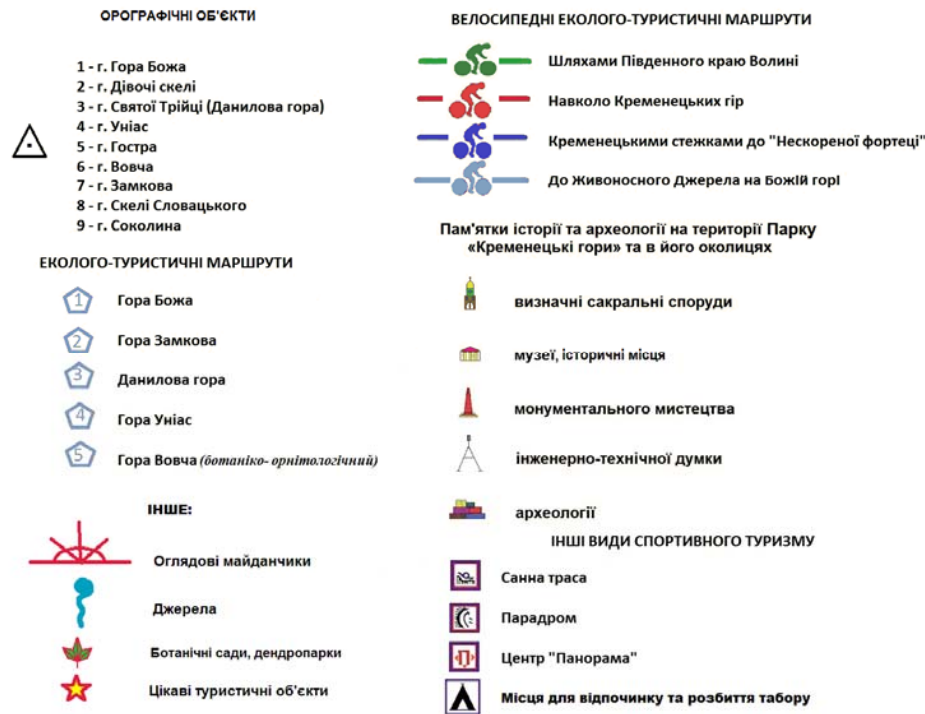 ОРОГРАФІЧНІ ОБ'ЄКТИ
1 - г. Гора Божа
2 - г. Дівочі скелі
3 - г. Святої Трійці (Данилова гора)
4 - г. Уніас
5 - г. Гостра
6 - г. Вовча
7 - г. Замкова
8 - г. Скелі Словацького
9 - г. Соколина
ЕКОЛОГО-ТУРИСТИЧНІ МАРШРУТИ
1 Гора Божа
2 Гора Замкова
3 Данилова гора
4 Гора Уніас
5 Гора Вовча (ботаніко- орнітологічний)
ІНШЕ:
Оглядові майданчики
Джерела
Ботанічні сади, дендропарки
Цікаві туристичні об'єкти
ВЕЛОСИПЕДНІ ЕКОЛОГО-ТУРИСТИЧНІ МАРШРУТИ
Шляхами Південного краю Волині
Навколо Кременецьких гір
Кременецькими стежками до "Нескореної фортеці"
До Живоносного Джерела на Божій горі
Пам'ятки історії та археології на території Парку
«Кременецькі гори» та в його околицях
визначні сакральні споруди
музеї, історичні місця
монументального мистецтва
інженерно-технічної думки
археології
ІНШІ ВИДИ СПОРТИВНОГО ТУРИЗМУ
Санна траса
Парадром
П Центр "Панорама"
Місця для відпочинку та розбиття табору